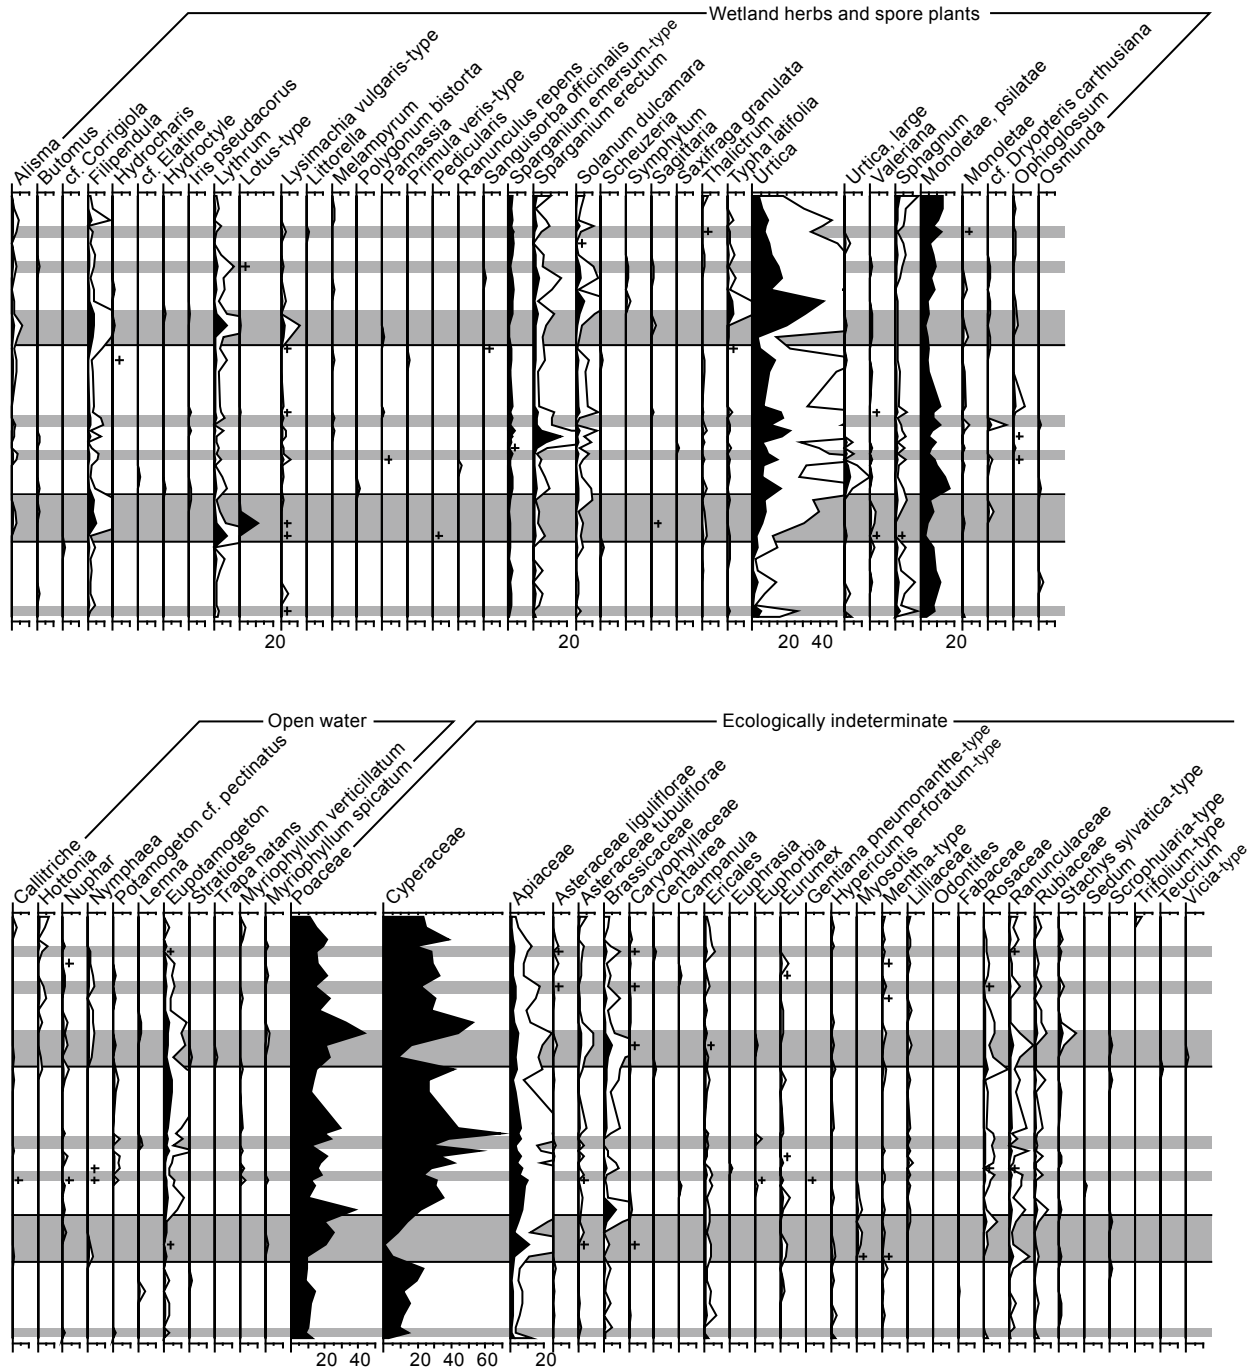 Wetland herbs and spore plants
Alisma
Butomus
cf. Corrigiola
Filipendula
Hydrocharis
cf. Elatine
Hydrocotyle
Iris pseudacorus
Lythrum
Lotus-type
Lysimachia vulgaris-type
Littorella
Melampyrum
Polygonum bistorta
Parnassia
Primula veris-type
Pedicularis
Ranunculus repens
Sanguisorba officinalis
Sparganium emersum-type
Sparganium erectum
Solanum dulcamara
Scheuzeria
Symphytum
Sagittaria
Saxifraga granulata
Thalictrum
Typha latifolia
Urtica
Urtica, large
Valeriana
Sphagnum
Monoletae, psilatae
Monoletae
cf. Dryopteris carthusiana
Ophioglossum
Osmunda
20 20 20 40 20
Open water
Ecologically indeterminate
Callitriche
Hottonia
Nuphar
Nymphaea
Potamogeton cf. pectinatus
Lemna
Eupotamogeton
Stratiotes
Trapa natans
Myriophyllum verticillatum
Myriophyllum spicatum
Poaceae
Cyperaceae
Apiaceae
Asteraceae liguliflorae
Asteraceae tubuliflorae
Brassicaceae
Caryophyllaceae
Centaurea
Campanula
Ericales
Euphrasia
Euphorbia
Eurumex
Gentiana pneumonanthe-type
Hypericum perforatum-type
Myosotis
Mentha-type
Lilliaceae
Odontites
Fabaceae
Rosaceae
Ranunculaceae
Rubiaceae
Stachys sylvatica-type
Sedum
Scrophularia-type
Trifolium-type
Teucrium
Vicia-type
20 40 20 40 60 20